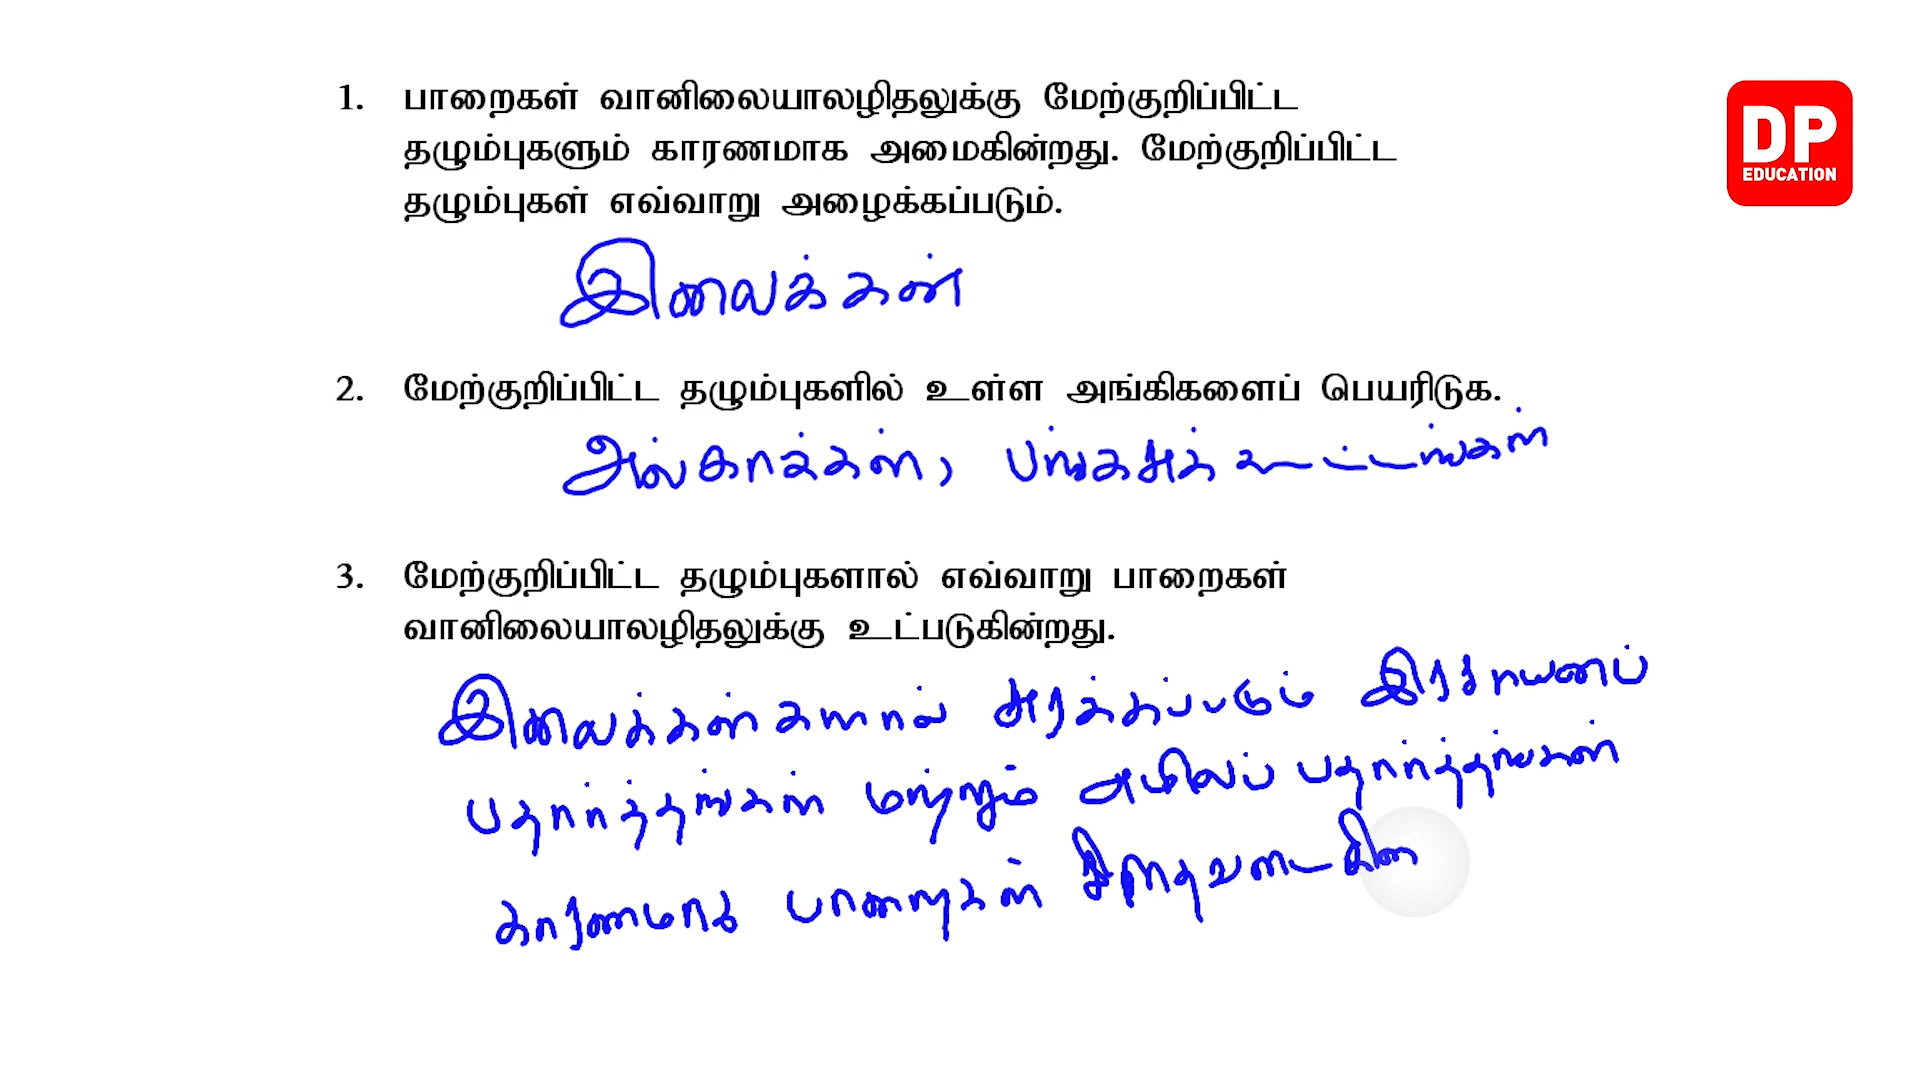 1. பாறைகள் வானிலையாலழிதலுக்கு மேற்குறிப்பிட்ட
தழும்புகளும் காரணமாக அமைகின்றது. மேற்குறிப்பிட்ட
தழும்புகள் எவ்வாறு அழைக்கப்படும்.
இலைக்கன்
2. மேற்குறிப்பிட்ட தழும்புகளில் உள்ள அங்கிகளைப் பெயரிடுக.
அல்காக்கள், பங்கசுக் கூட்டங்கள்
3. மேற்குறிப்பிட்ட தழும்புகளால் எவ்வாறு பாறைகள்
வானிலையாலழிதலுக்கு உட்படுகின்றது.
இலைக்கன்களால் சுரக்கப்படும் இரசாயனப்
பதார்த்தங்கள் மற்றும் அமிலப் பதார்த்தங்கள்
காரணமாக பாறைகள் சிதைவடைகின
DP
EDUCATION